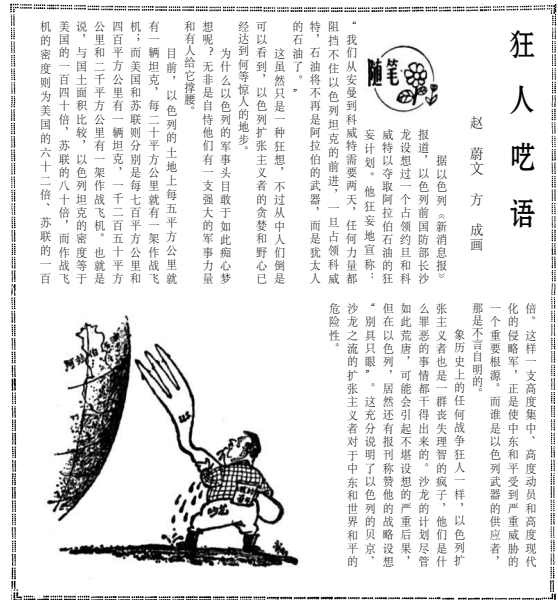 狂人呓语
赵蔚文 方成画
随笔
据以色列《新消息报》
报道，以色列前国防部长沙
龙设想过一个占领约旦和科
威特以夺取阿拉伯石油的狂
妄计划。他狂妄地宣称：
“我们从安曼到科威特需要两天，任何力量都
阻挡不住以色列坦克的前进，一旦占领科威
特，石油将不再是阿拉伯的武器，而是犹太人
的石油了。”
这虽然只是一种狂想，不过从中人们倒是
可以看到，以色列扩张主义者的贪婪和野心已
经达到何等惊人的地步。
为什么以色列的军事头目敢于如此痴心梦
想呢？无非是自恃他们有一支强大的军事力量
和有人给它撑腰。
目前，以色列的土地上每五平方公里就
有一辆坦克，每二十平方公里就有一架作战飞
机；而美国和苏联则分别是每七百平方公里和
四百平方公里有一辆坦克，一千二百五十平方
公里和二千平方公里有一架作战飞机。也就是
说，与国土面积比较，以色列坦克的密度等于
美国的一百四十倍，苏联的八十倍，而作战飞
机的密度则为美国的六十二倍、苏联的一百
倍。这样一支高度集中、高度动员和高度现代
化的侵略军，正是使中东和平受到严重威胁的
一个重要根源。而谁是以色列武器的供应者，
那是不言自明的。
象历史上的任何战争狂人一样，以色列扩
张主义者也是一群丧失理智的疯子，他们是什
么罪恶的事情都干得出来的。沙龙的计划尽管
如此荒唐，可能会引起不堪设想的严重后果，
但在以色列，居然还有报刊称赞他的战略设想
“别具只眼”。这充分说明了以色列的贝京、
沙龙之流的扩张主义者对于中东和世界和平的
危险性。
阿拉伯
沙龙